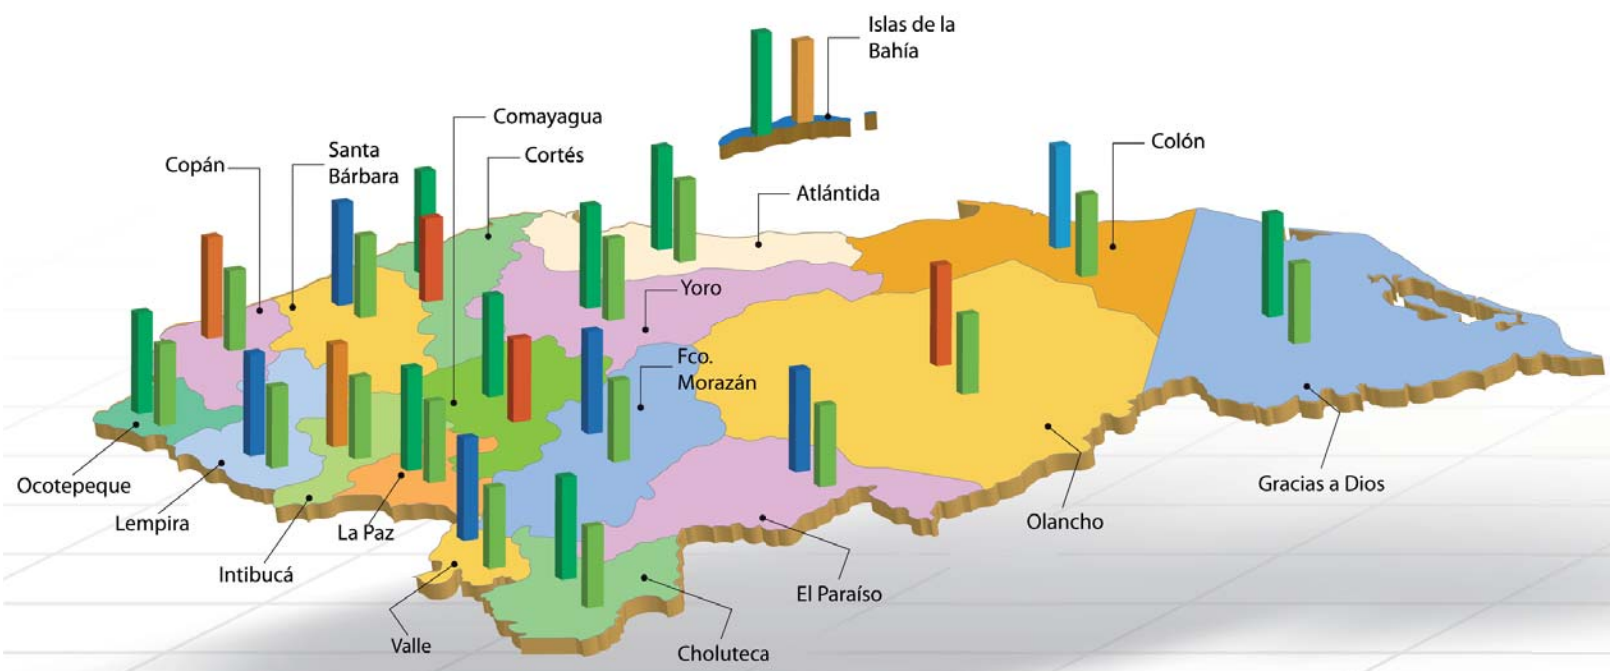 Islas de la
Bahía
Comayagua
Colón
Santa
Bárbara
Cortés
Copán
Atlántida
Yoro
Fco.
Morazán
Ocotepeque
Gracias a Dios
Lempira
Olancho
La Paz
Intibucá
El Paraíso
Valle
Choluteca